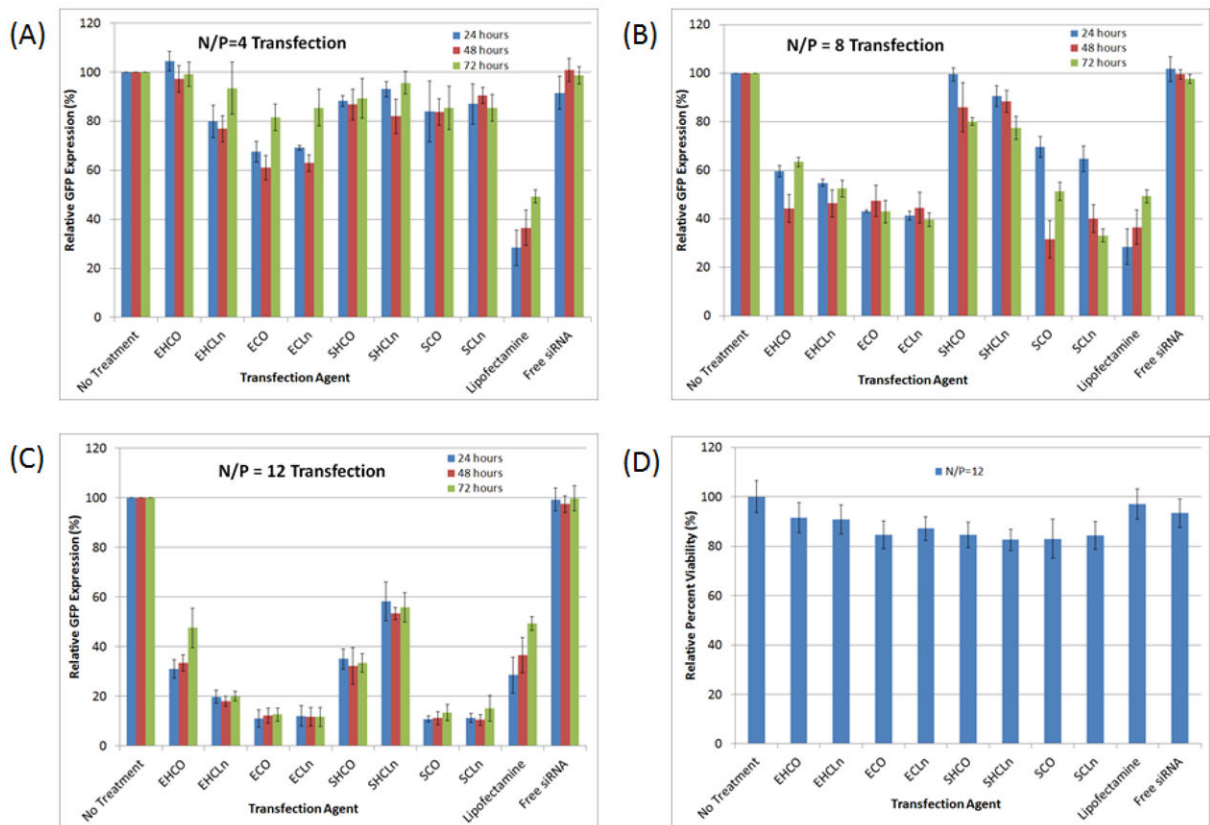 (A)
N/P=4 Transfection
24 hours
48 hours
72 hours
Relative GFP Expression (%)
120
100
80
60
40
20
0
No Treatment
EHCO
EHCLn
ECO
ECLn
SHCO
SHCLn
SCO
SCLn
Lipofectamine
Free siRNA
Transfection Agent
(B)
N/P = 8 Transfection
24 hours
48 hours
72 hours
Relative GFP Expression (%)
120
100
80
60
40
20
0
No Treatment
EHCO
EHCLn
ECO
ECLn
SHCO
SHCLn
SCO
SCLn
Lipofectamine
Free siRNA
Transfection Agent
(C)
N/P = 12 Transfection
24 hours
48 hours
72 hours
Relative GFP Expression (%)
120
100
80
60
40
20
0
No Treatment
EHCO
EHCLn
ECO
ECLn
SHCO
SHCLn
SCO
SCLn
Lipofectamine
Free siRNA
Transfection Agent
(D)
N/P=12
Relative Percent Viability (%)
120
100
80
60
40
20
0
No Treatment
EHCO
EHCLn
ECO
ECLn
SHCO
SHCLn
SCO
SCLn
Lipofectamine
Free siRNA
Transfection Agent